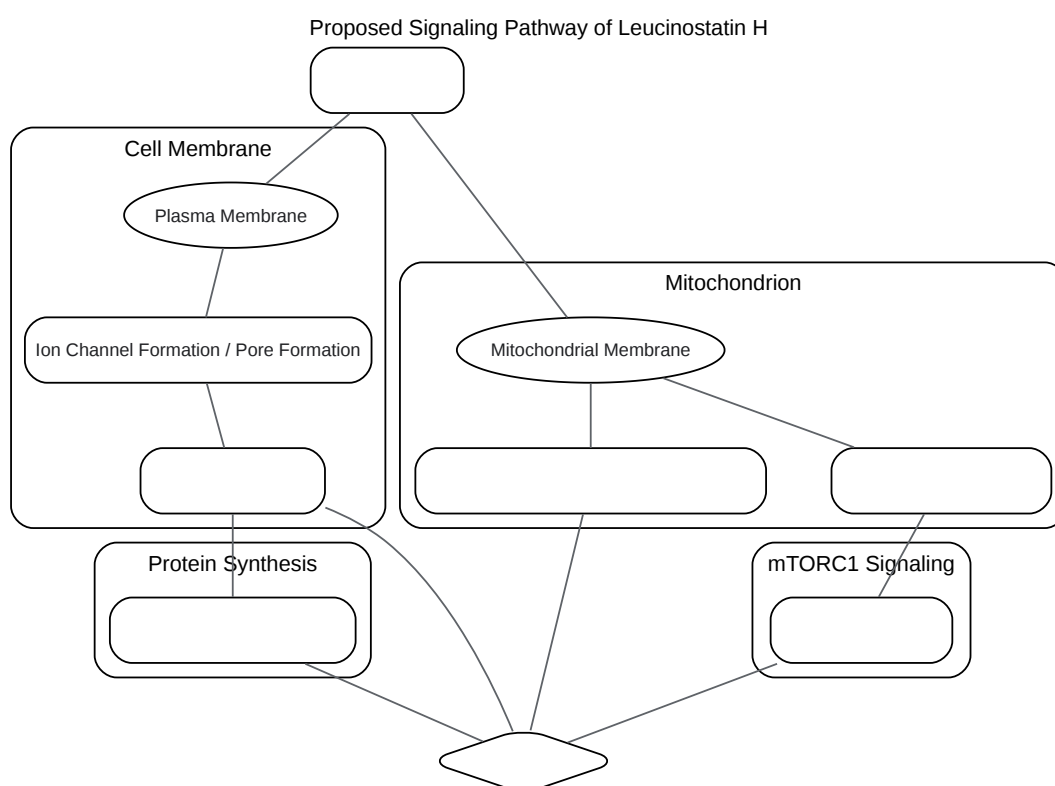 Proposed Signaling Pathway of Leucinostatin H
Cell Membrane
Plasma Membrane
Ion Channel Formation / Pore Formation
Mitochondrion
Mitochondrial Membrane
Protein Synthesis
mTORC1 Signaling